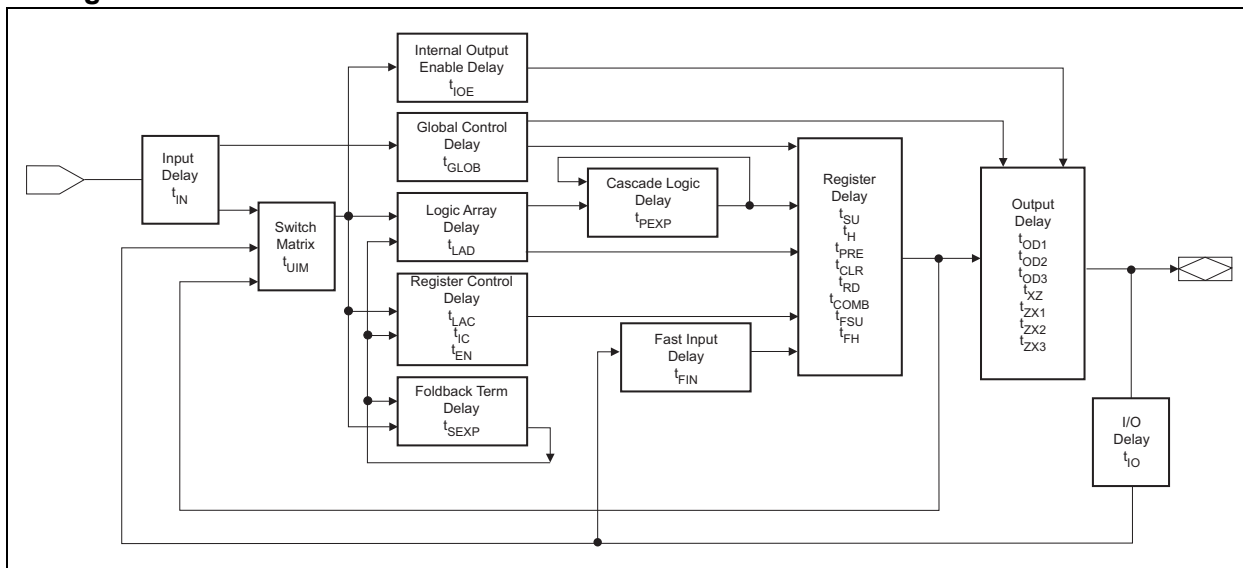 Internal Output
Enable Delay
tIOE
Global Control
Delay
tGLOB
Input
Delay
tIN
Switch
Matrix
tUIM
Logic Array
Delay
tLAD
Cascade Logic
Delay
tPEXP
Register Control
Delay
tLAC
tIC
tEN
Fast Input
Delay
tFIN
Foldback Term
Delay
tSEXP
Register
Delay
tSU
tH
tPRE
tCLR
tRD
tCOMB
tFSU
tFH
Output
Delay
tOD1
tOD2
tOD3
tXZ
tZX1
tZX2
tZX3
I/O
Delay
tIO